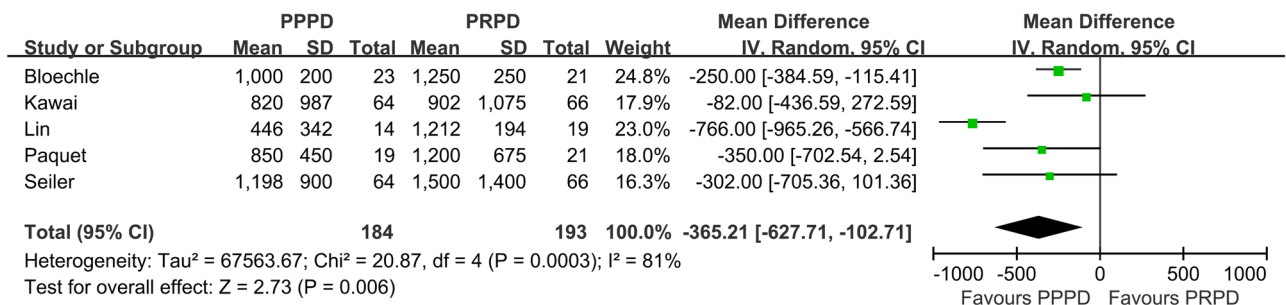 PPPD PRPD Mean Difference Mean Difference
Study or Subgroup Mean SD Total Mean SD Total Weight IV, Random, 95% CI IV, Random, 95% CI
Bloechle 1,000 200 23 1,250 250 21 24.8% -250.00 [-384.59, -115.41]
Kawai 820 987 64 902 1,075 66 17.9% -82.00 [-436.59, 272.59]
Lin 446 342 14 1,212 194 19 23.0% -766.00 [-965.26, -566.74]
Paquet 850 450 19 1,200 675 21 18.0% -350.00 [-702.54, 2.54]
Seiler 1,198 900 64 1,500 1,400 66 16.3% -302.00 [-705.36, 101.36]
Total (95% CI) 184 193 100.0% -365.21 [-627.71, -102.71]
Heterogeneity: Tau² = 67563.67; Chi² = 20.87, df = 4 (P = 0.0003); I² = 81%
Test for overall effect: Z = 2.73 (P = 0.006)
-1000 -500 0 500 1000
Favours PPPD Favours PRPD